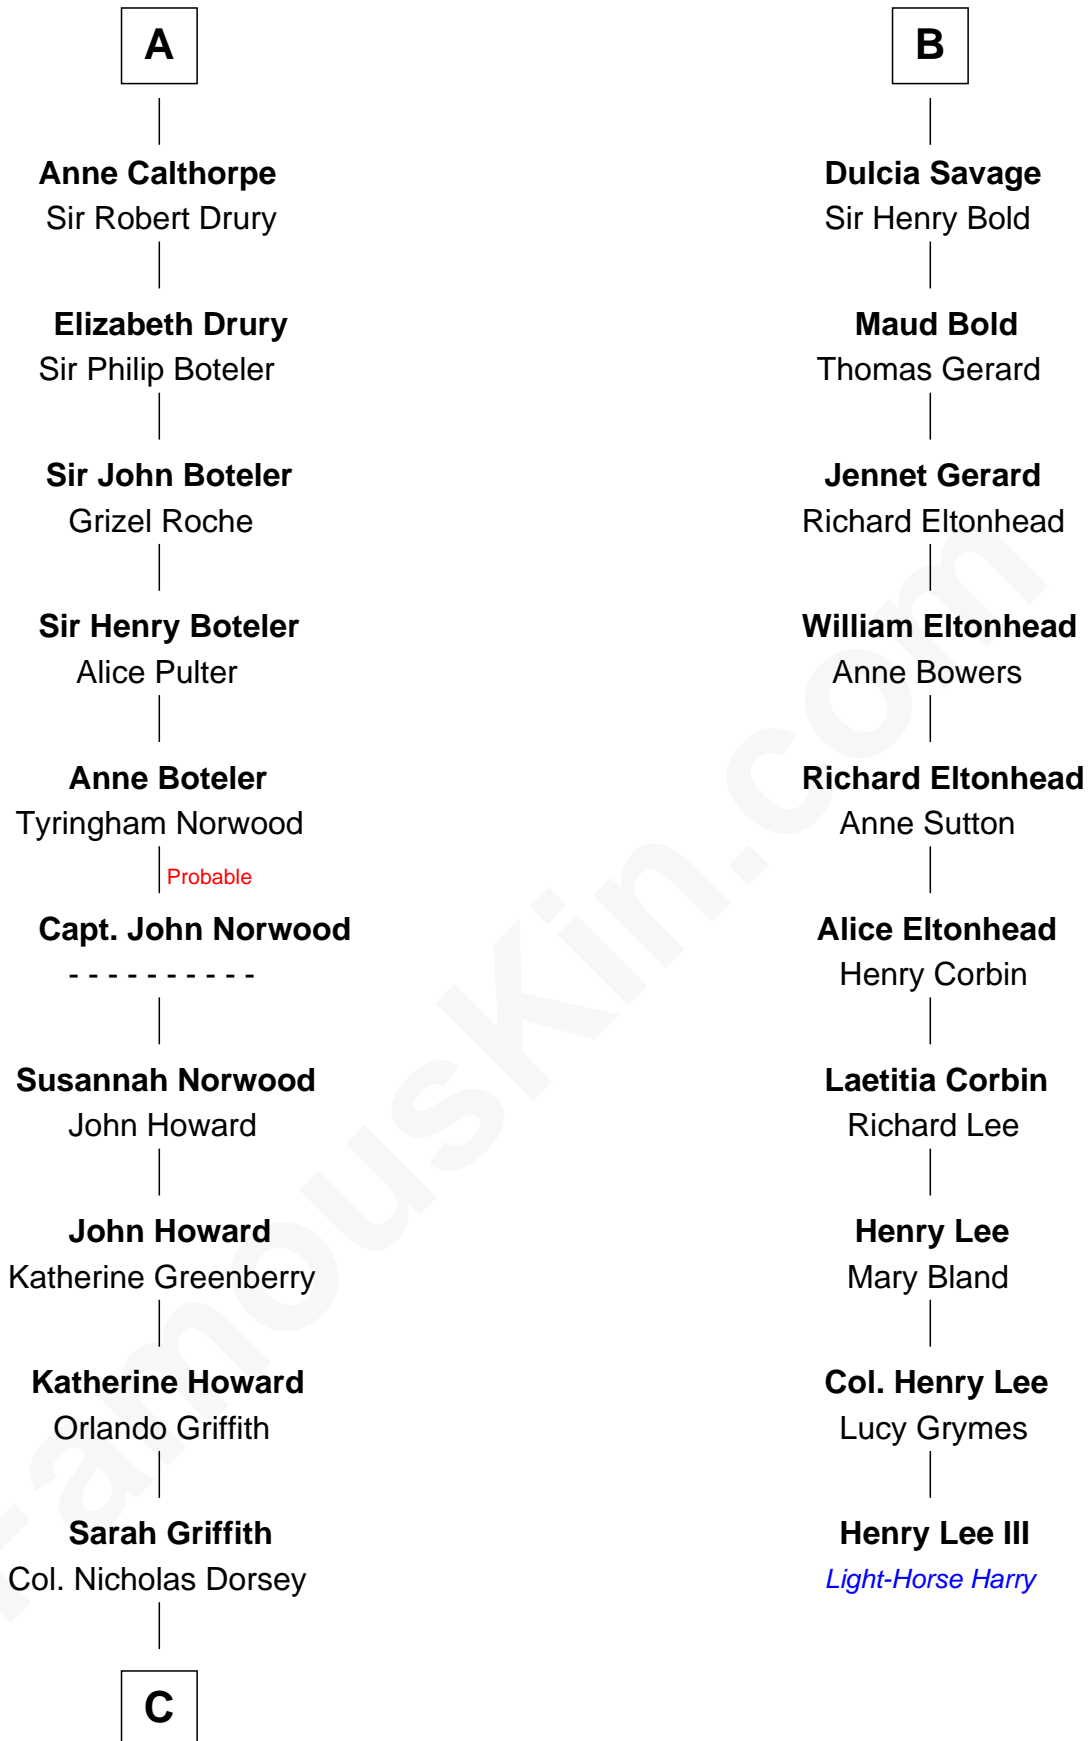 A
Anne Calthorpe
Sir Robert Drury
Elizabeth Drury
Sir Philip Boteler
Sir John Boteler
Grizel Roche
Sir Henry Boteler
Alice Pulter
Anne Boteler
Tyringham Norwood
Probable
Capt. John Norwood
- - - - - - - - - -
Susannah Norwood
John Howard
John Howard
Katherine Greenberry
Katherine Howard
Orlando Griffith
Sarah Griffith
Col. Nicholas Dorsey
C
B
Dulcia Savage
Sir Henry Bold
Maud Bold
Thomas Gerard
Jennet Gerard
Richard Eltonhead
William Eltonhead
Anne Bowers
Richard Eltonhead
Anne Sutton
Alice Eltonhead
Henry Corbin
Laetitia Corbin
Richard Lee
Henry Lee
Mary Bland
Col. Henry Lee
Lucy Grymes
Henry Lee III
Light-Horse Harry
FamousKin.com